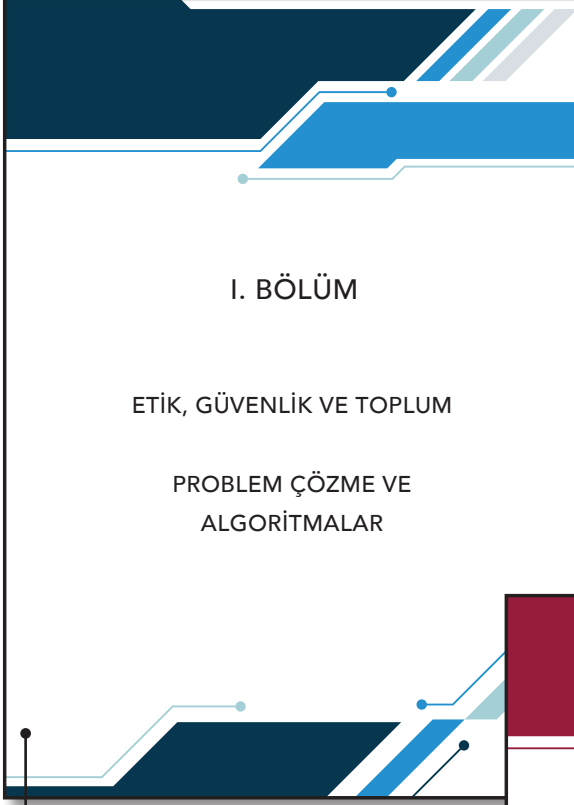 I. BÖLÜM
ETİK, GÜVENLİK VE TOPLUM
PROBLEM ÇÖZME VE
ALGORİTMALAR